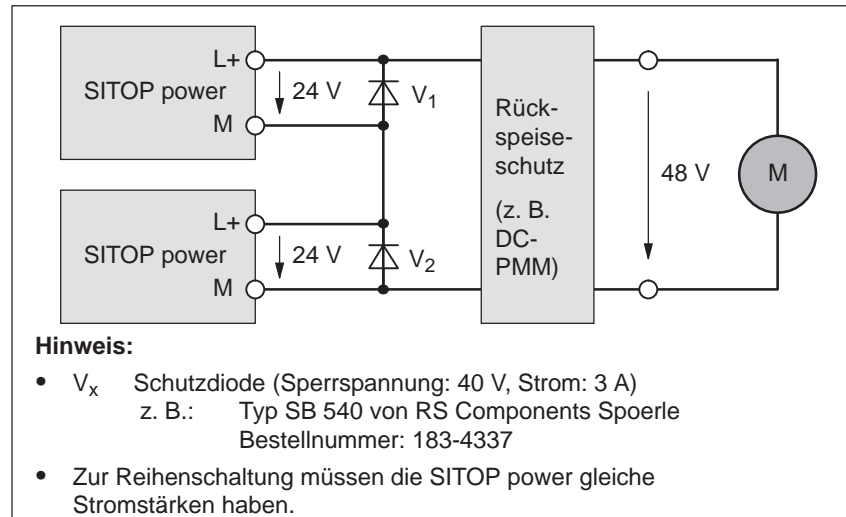 L+
SITOP power
24 V
V1
M
L+
SITOP power
24 V
V2
M
Rück-
speise-
schutz
(z. B.
DC-
PMM)
48 V
M
Hinweis:
• Vx Schutzdiode (Sperrspannung: 40 V, Strom: 3 A)
z. B.: Typ SB 540 von RS Components Spoerle
Bestellnummer: 183-4337
• Zur Reihenschaltung müssen die SITOP power gleiche
Stromstärken haben.